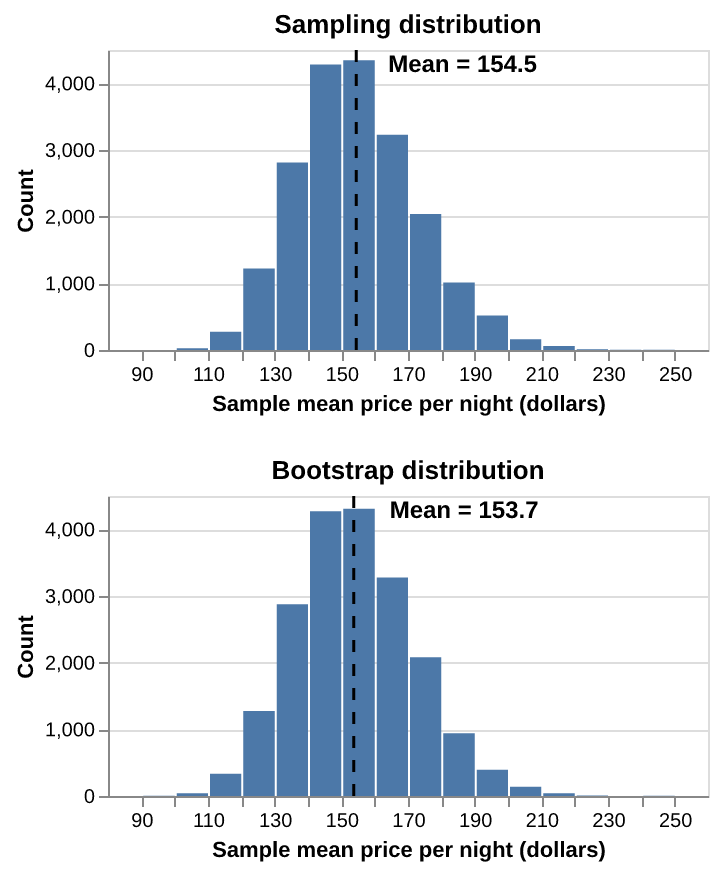 Sampling distribution
Mean = 154.5
4,000
3,000
2,000
1,000
0
Count
90 110 130 150 170 190 210 230 250
Sample mean price per night (dollars)
Bootstrap distribution
Mean = 153.7
4,000
3,000
2,000
1,000
0
Count
90 110 130 150 170 190 210 230 250
Sample mean price per night (dollars)